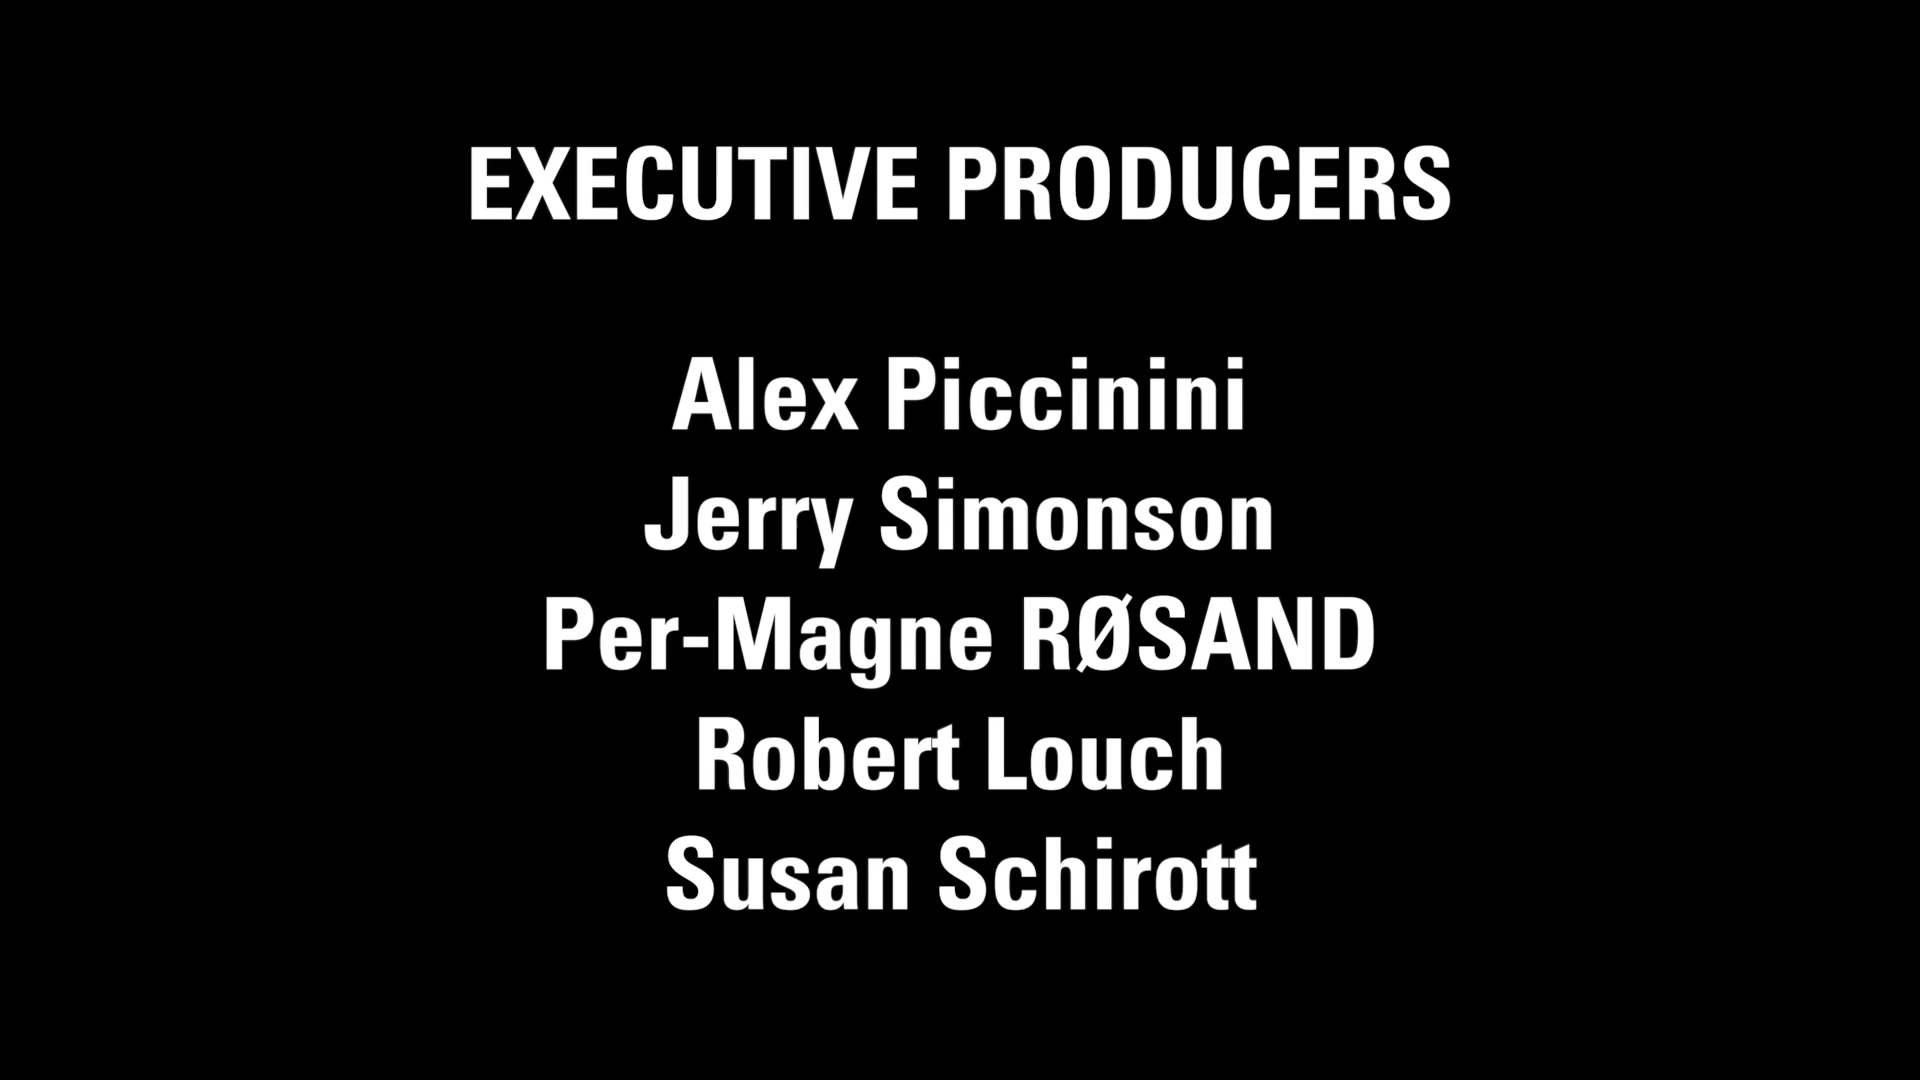 EXECUTIVE PRODUCERS
Alex Piccinini
Jerry Simonson
Per-Magne RØSAND
Robert Louch
Susan Schirott